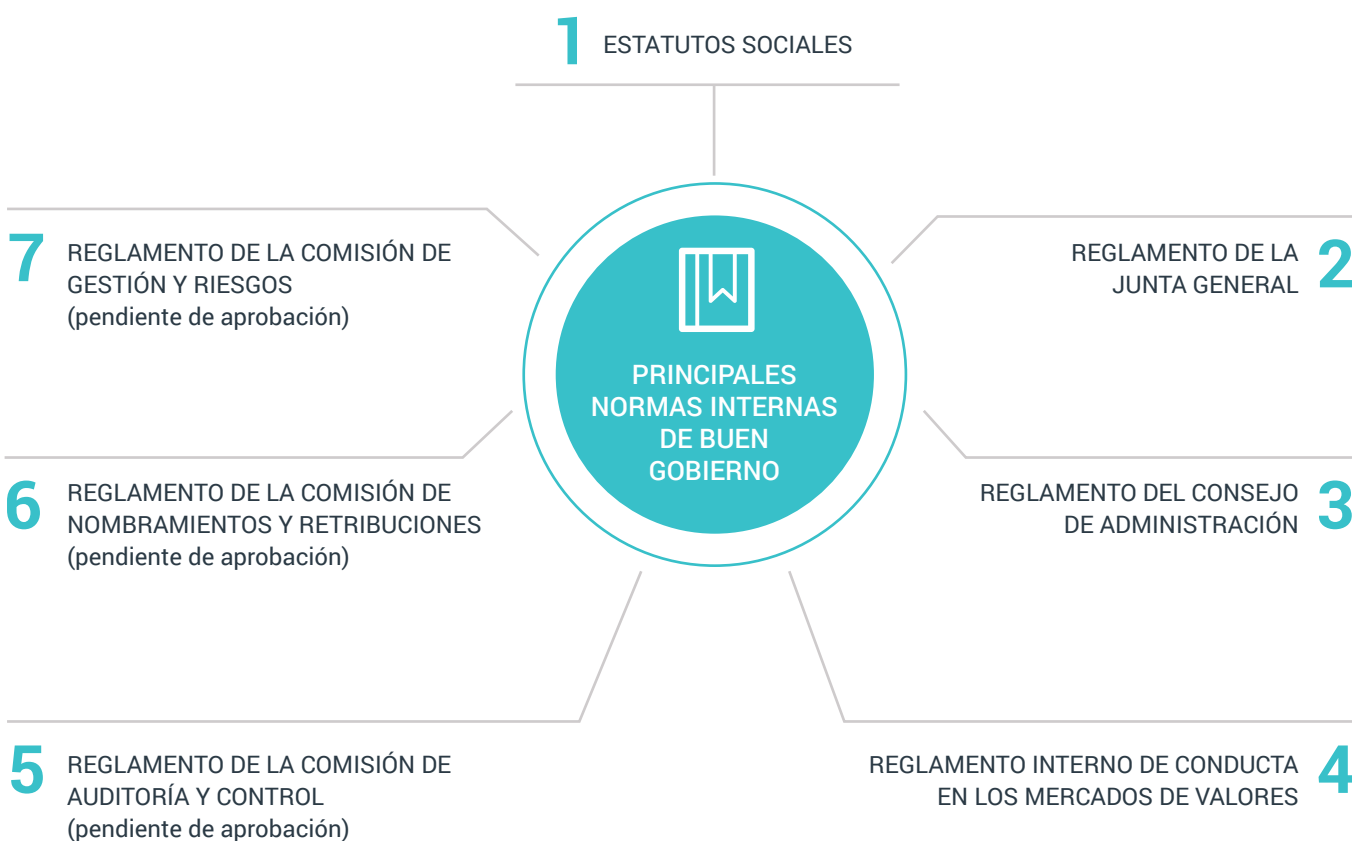 1 ESTATUTOS SOCIALES
PRINCIPALES
NORMAS INTERNAS
DE BUEN
GOBIERNO
REGLAMENTO DE LA
JUNTA GENERAL
2
REGLAMENTO DEL CONSEJO
DE ADMINISTRACIÓN
3
REGLAMENTO INTERNO DE CONDUCTA
EN LOS MERCADOS DE VALORES
4
5
REGLAMENTO DE LA COMISIÓN DE
AUDITORÍA Y CONTROL
(pendiente de aprobación)
6
REGLAMENTO DE LA COMISIÓN DE
NOMBRAMIENTOS Y RETRIBUCIONES
(pendiente de aprobación)
7
REGLAMENTO DE LA COMISIÓN DE
GESTIÓN Y RIESGOS
(pendiente de aprobación)